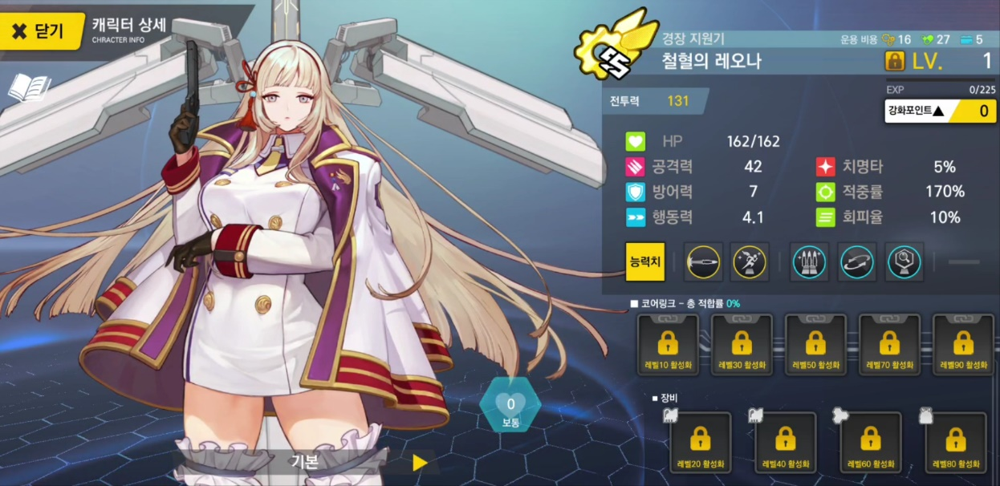 ✖ 닫기
캐릭터 상세
CHRACTER INFO
SS
경장 지원기
운용 비용 16 27 5
철혈의 레오나
LV. 1
EXP 0/225
전투력 131
강화포인트▲ 0
HP 162/162
공격력 42
치명타 5%
방어력 7
적중률 170%
행동력 4.1
회피율 10%
능력치
■ 코어링크 - 총 적합률 0%
레벨10 활성화
레벨30 활성화
레벨50 활성화
레벨70 활성화
레벨90 활성화
■ 장비
0
보통
레벨20 활성화
레벨40 활성화
레벨60 활성화
레벨80 활성화
기본